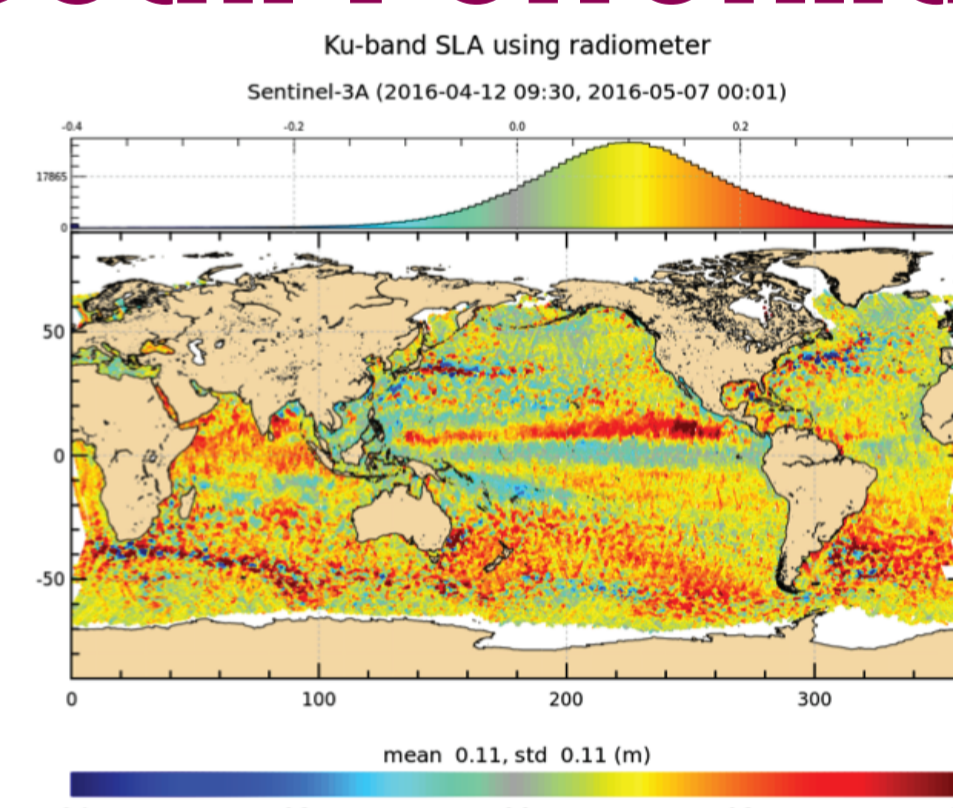 Ku-band SLA using radiometer
Sentinel-3A (2016-04-12 09:30, 2016-05-07 00:01)
-0.4 -0.2 0.0 0.2
17865
0
50
0
-50
0 100 200 300
mean 0.11, std 0.11 (m)